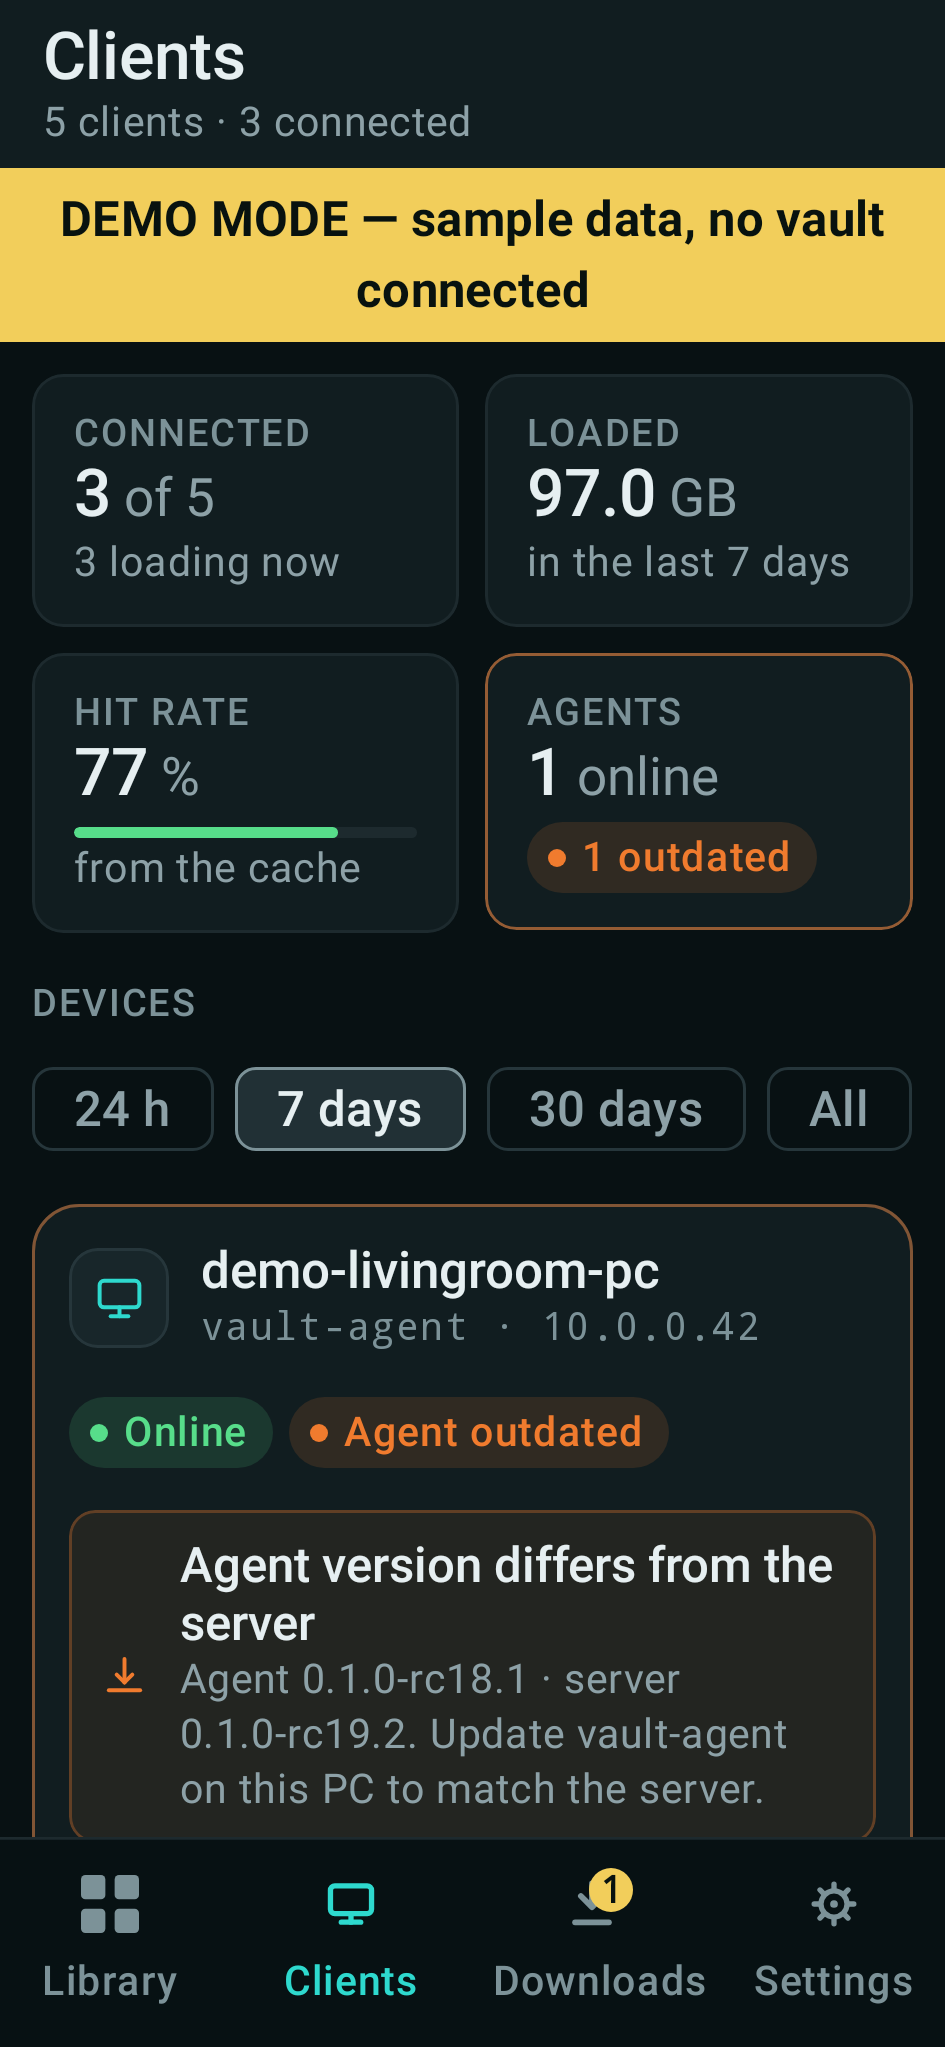 Clients
5 clients · 3 connected
DEMO MODE — sample data, no vault
connected
CONNECTED
3 of 5
3 loading now
LOADED
97.0 GB
in the last 7 days
HIT RATE
77 %
from the cache
AGENTS
1 online
1 outdated
DEVICES
24 h
7 days
30 days
All
demo-livingroom-pc
vault-agent · 10.0.0.42
Online
Agent outdated
Agent version differs from the
server
Agent 0.1.0-rc18.1 · server
0.1.0-rc19.2. Update vault-agent
on this PC to match the server.
1
Library
Clients
Downloads
Settings